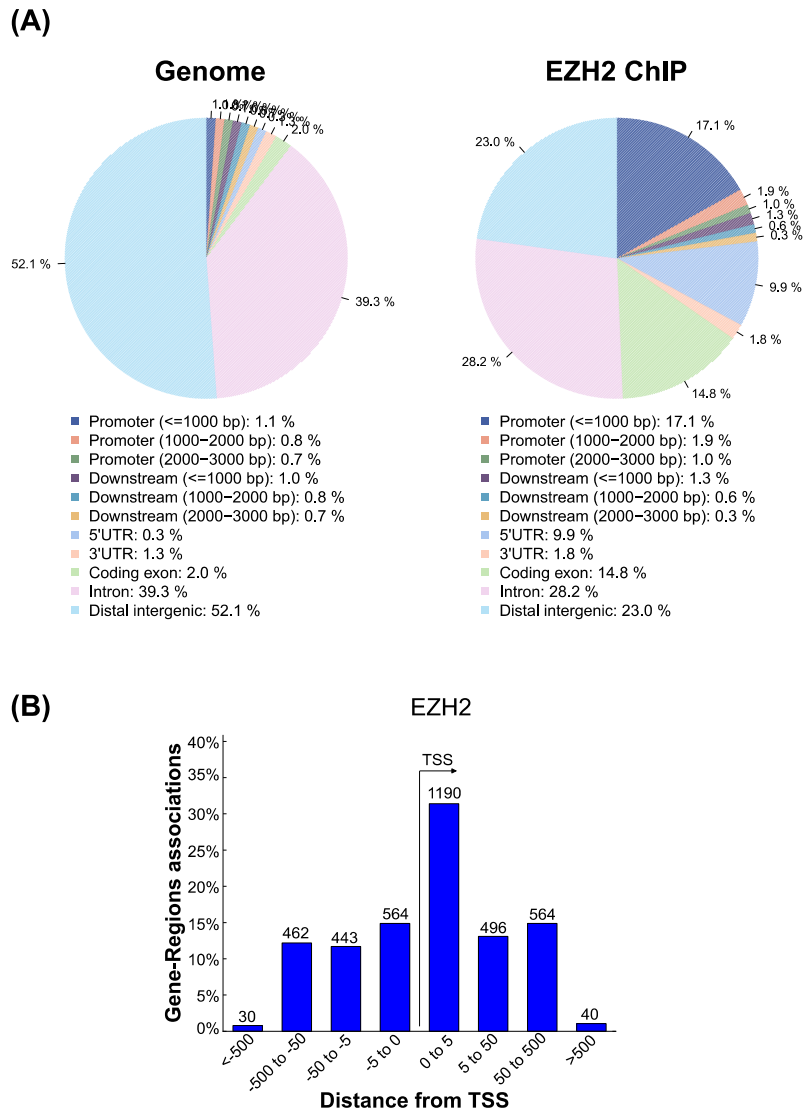 (A)
Genome
EZH2 ChIP
2.0 %
39.3 %
52.1 %
17.1 %
1.9 %
1.0 %
1.3 %
0.6 %
0.3 %
9.9 %
1.8 %
14.8 %
28.2 %
23.0 %
Promoter (<=1000 bp): 1.1 %
Promoter (1000−2000 bp): 0.8 %
Promoter (2000−3000 bp): 0.7 %
Downstream (<=1000 bp): 1.0 %
Downstream (1000−2000 bp): 0.8 %
Downstream (2000−3000 bp): 0.7 %
5'UTR: 0.3 %
3'UTR: 1.3 %
Coding exon: 2.0 %
Intron: 39.3 %
Distal intergenic: 52.1 %
Promoter (<=1000 bp): 17.1 %
Promoter (1000−2000 bp): 1.9 %
Promoter (2000−3000 bp): 1.0 %
Downstream (<=1000 bp): 1.3 %
Downstream (1000−2000 bp): 0.6 %
Downstream (2000−3000 bp): 0.3 %
5'UTR: 9.9 %
3'UTR: 1.8 %
Coding exon: 14.8 %
Intron: 28.2 %
Distal intergenic: 23.0 %
(B)
EZH2
Gene-Regions associations
40%
35%
30%
25%
20%
15%
10%
5%
0%
TSS
30
462
443
564
1190
496
564
40
<-500
-500 to -50
-50 to -5
-5 to 0
0 to 5
5 to 50
50 to 500
>500
Distance from TSS